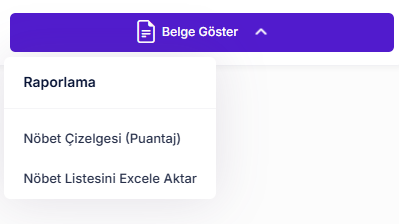 Belge Göster
Raporlama
Nöbet Çizelgesi (Puantaj)
Nöbet Listesini Excele Aktar